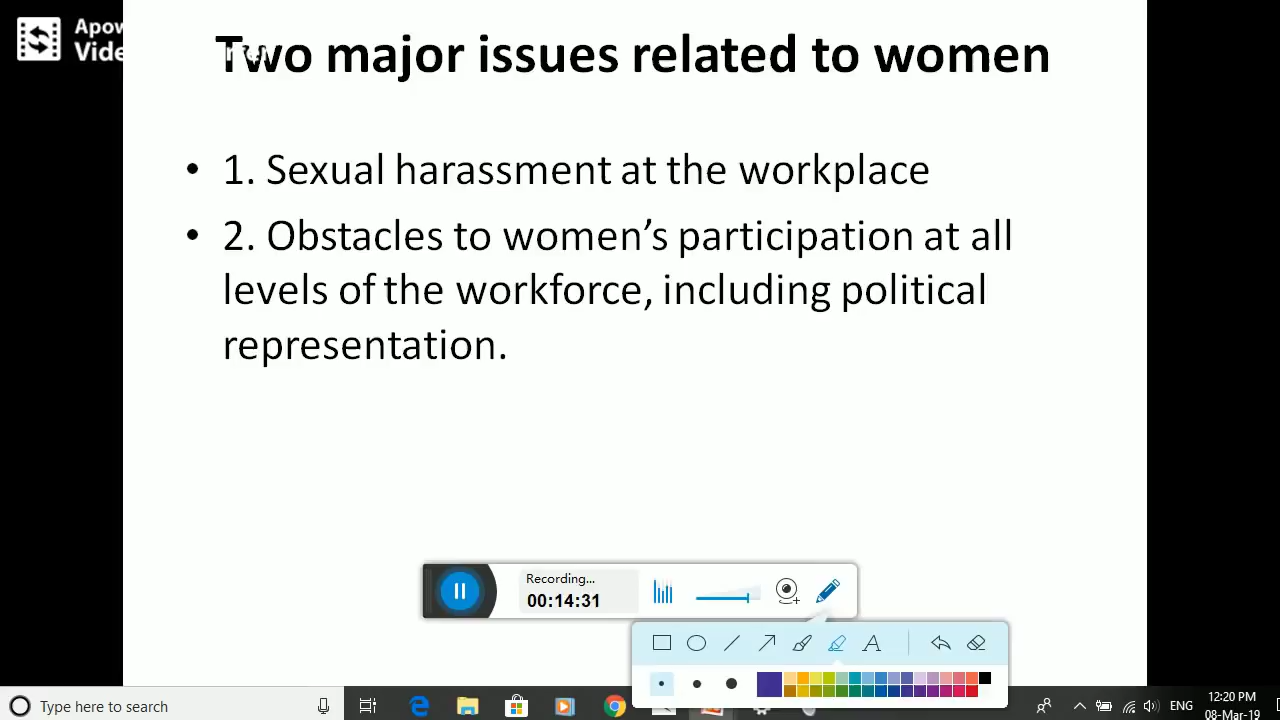 Apow
Vide
Two major issues related to women
• 1. Sexual harassment at the workplace
• 2. Obstacles to women’s participation at all
levels of the workforce, including political
representation.
Recording...
00:14:31
A
Type here to search
ENG
12:20 PM
08-Mar-19